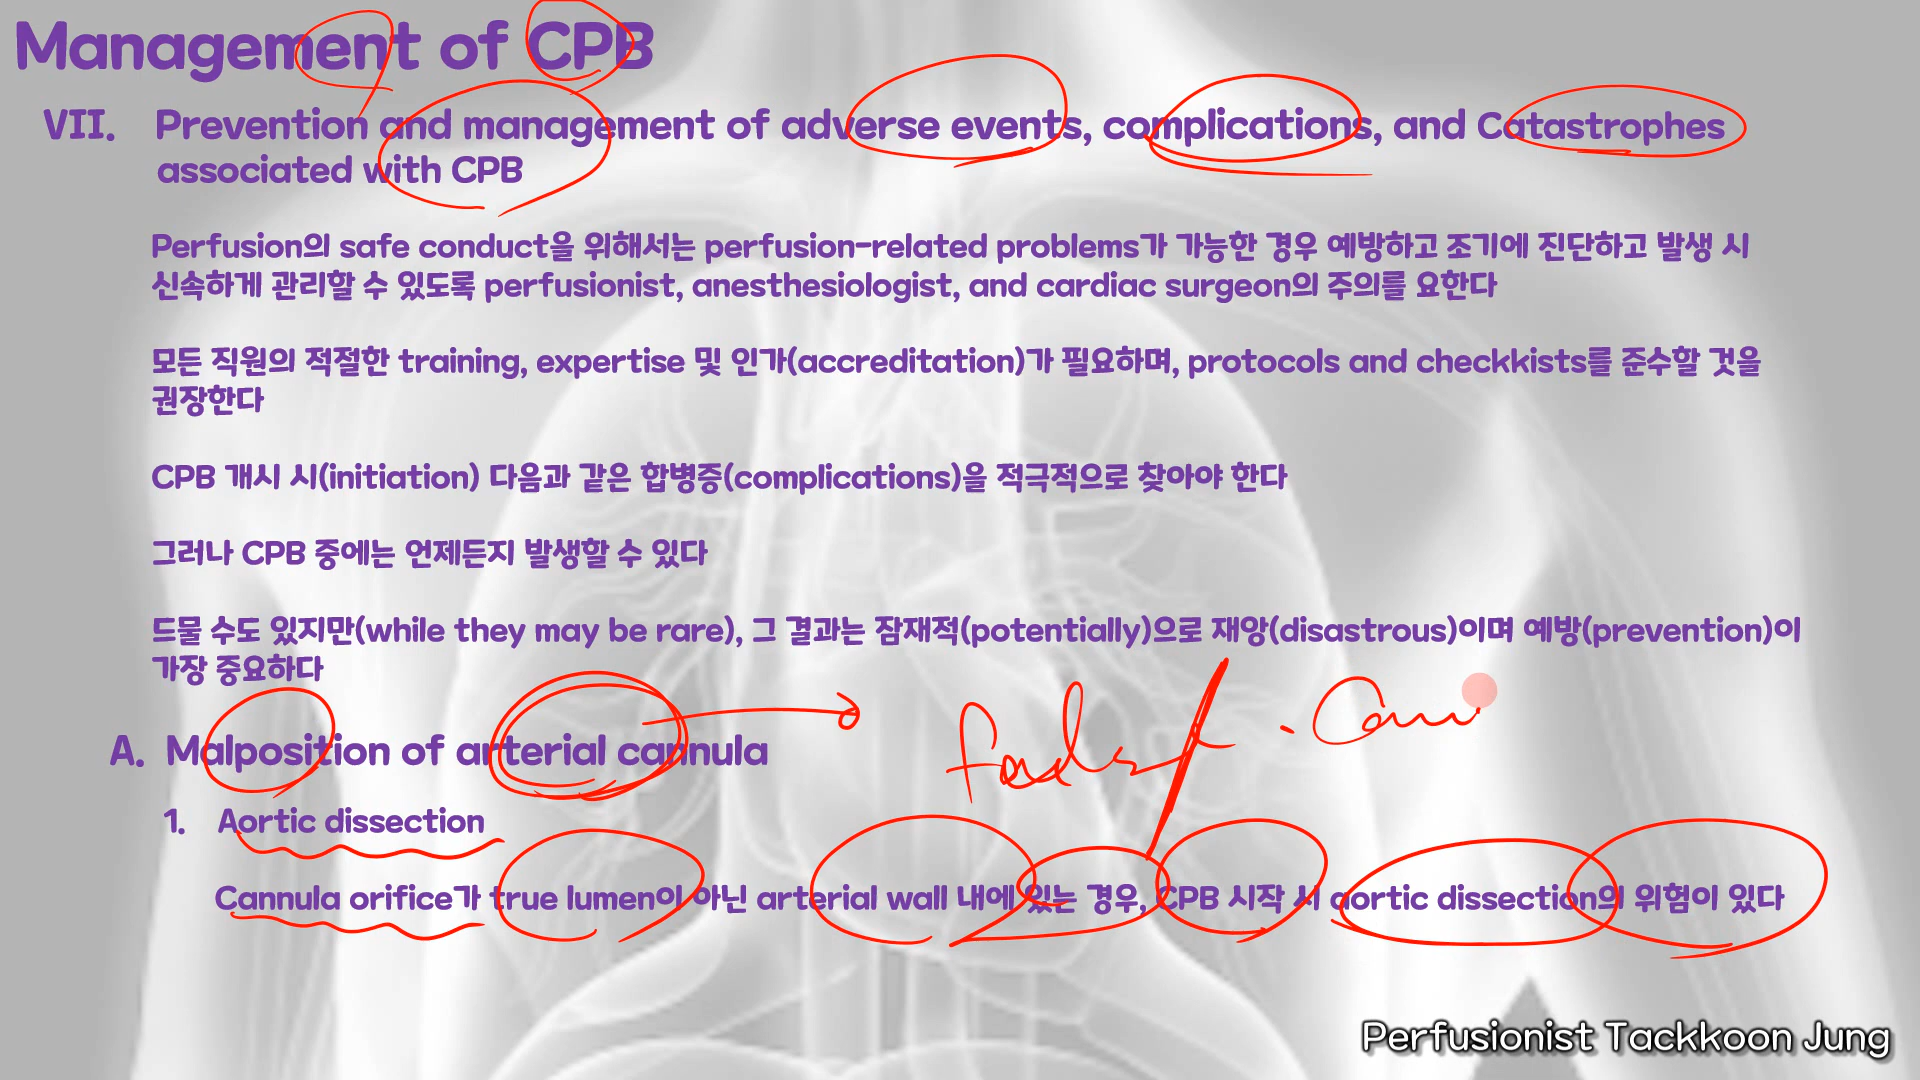 Management of CPB
VII. Prevention and management of adverse events, complications, and Catastrophes
associated with CPB
Perfusion의 safe conduct을 위해서는 perfusion-related problems가 가능한 경우 예방하고 조기에 진단하고 발생 시
신속하게 관리할 수 있도록 perfusionist, anesthesiologist, and cardiac surgeon의 주의를 요한다
모든 직원의 적절한 training, expertise 및 인가(accreditation)가 필요하며, protocols and checkkists를 준수할 것을
권장한다
CPB 개시 시(initiation) 다음과 같은 합병증(complications)을 적극적으로 찾아야 한다
그러나 CPB 중에는 언제든지 발생할 수 있다
드물 수도 있지만(while they may be rare), 그 결과는 잠재적(potentially)으로 재앙(disastrous)이며 예방(prevention)이
가장 중요하다
A. Malposition of arterial cannula
1. Aortic dissection
Cannula orifice가 true lumen이 아닌 arterial wall 내에 있는 경우, CPB 시작 시 aortic dissection의 위험이 있다
Perfusionist Tackkoon Jung